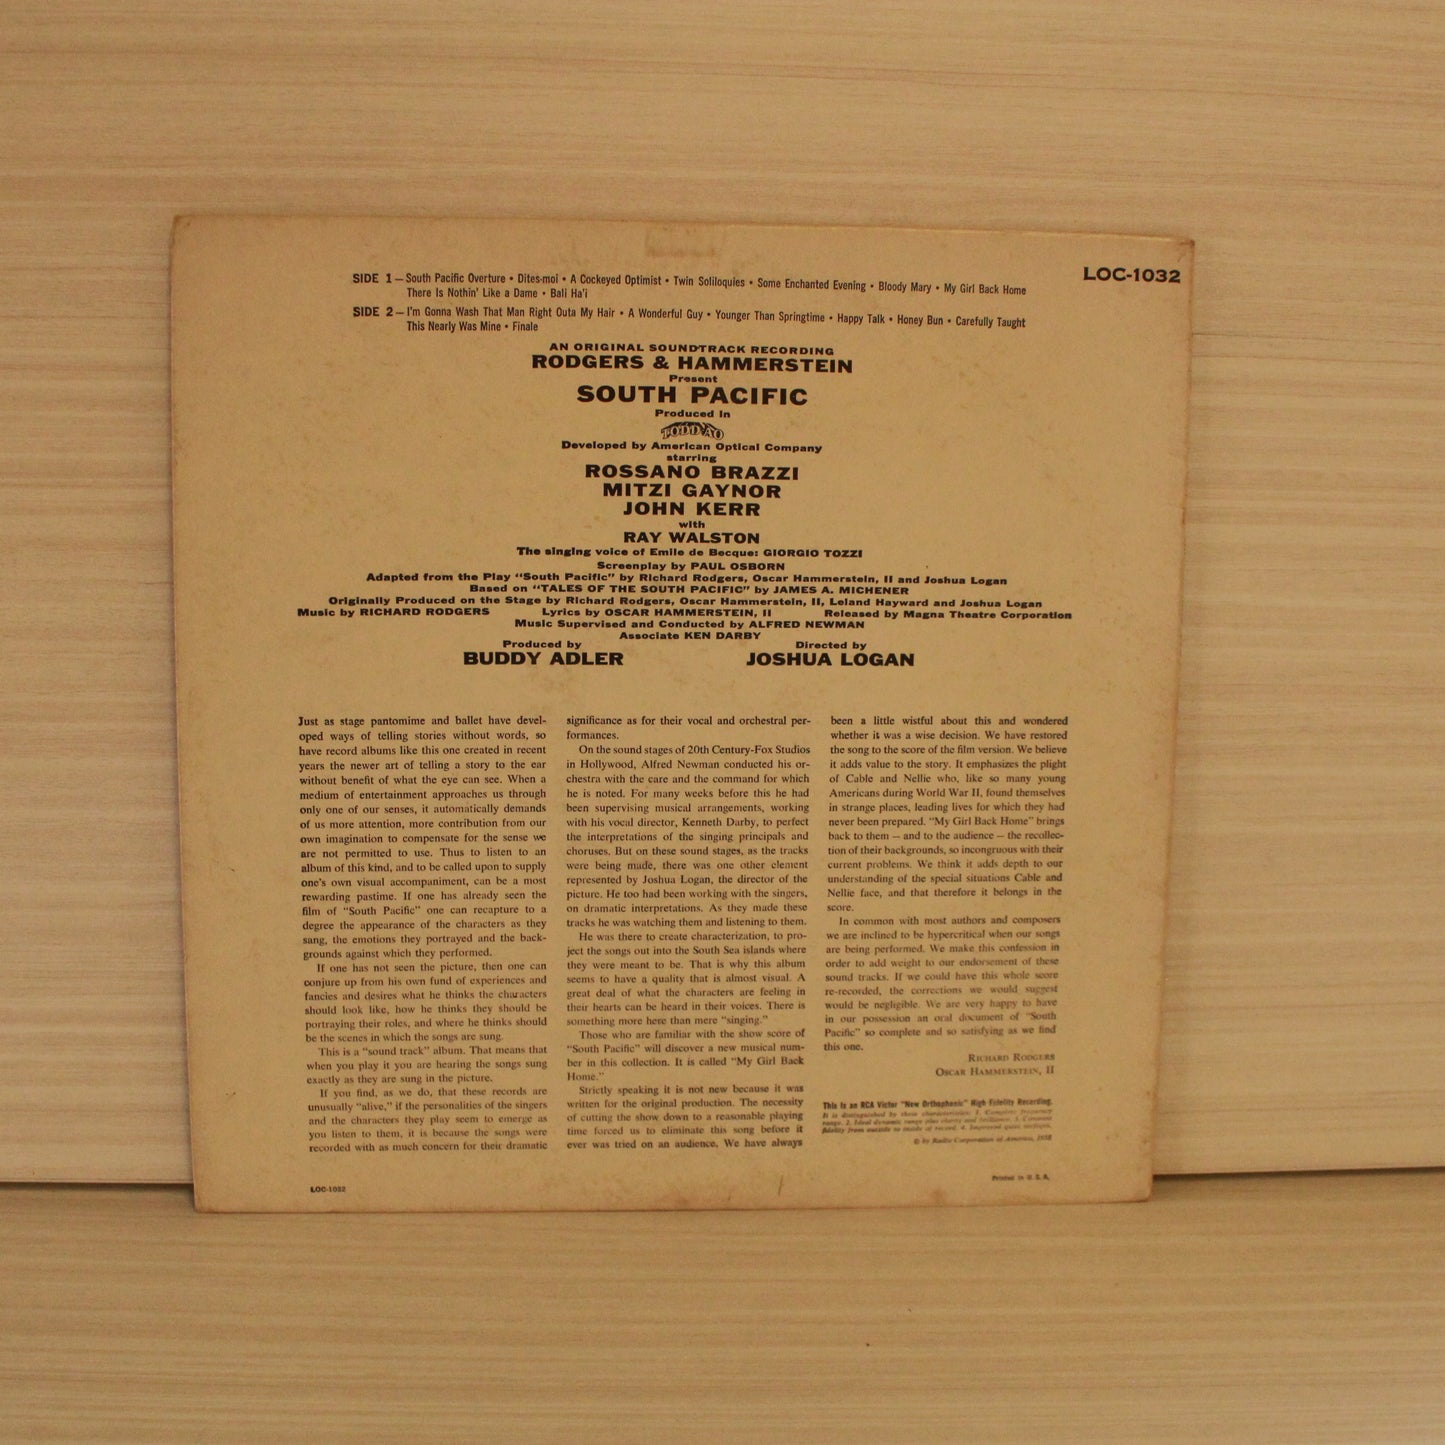 LOC-1032
SIDE 1 — South Pacific Overture • Dites-moi • A Cockeyed Optimist • Twin Soliloquies • Some Enchanted Evening • Bloody Mary • My Girl Back Home
There Is Nothin' Like a Dame • Bali Ha'i
SIDE 2 — I'm Gonna Wash That Man Right Outa My Hair • A Wonderful Guy • Younger Than Springtime • Happy Talk • Honey Bun • Carefully Taught
This Nearly Was Mine • Finale
AN ORIGINAL SOUNDTRACK RECORDING
RODGERS & HAMMERSTEIN
Present
SOUTH PACIFIC
Produced in
TODD-AO
Developed by American Optical Company
starring
ROSSANO BRAZZI
MITZI GAYNOR
JOHN KERR
with
RAY WALSTON
The singing voice of Emile de Becque: GIORGIO TOZZI
Screenplay by PAUL OSBORN
Adapted from the Play "South Pacific" by Richard Rodgers, Oscar Hammerstein, II and Joshua Logan
Based on "TALES OF THE SOUTH PACIFIC" by JAMES A. MICHENER
Originally Produced on the Stage by Richard Rodgers, Oscar Hammerstein, II, Leland Hayward and Joshua Logan
Music by RICHARD RODGERS Lyrics by OSCAR HAMMERSTEIN, II Released by Magna Theatre Corporation
Music Supervised and Conducted by ALFRED NEWMAN
Associate KEN DARBY
Produced by
BUDDY ADLER
Directed by
JOSHUA LOGAN
Just as stage pantomime and ballet have devel-
oped ways of telling stories without words, so
have record albums like this one created in recent
years the newer art of telling a story to the ear
without benefit of what the eye can see. When a
medium of entertainment approaches us through
only one of our senses, it automatically demands
of us more attention, more contribution from our
own imagination to compensate for the sense we
are not permitted to use. Thus to listen to an
album of this kind, and to be called upon to supply
one's own visual accompaniment, can be a most
rewarding pastime. If one has already seen the
film of "South Pacific" one can recapture to a
degree the appearance of the characters as they
sang, the emotions they portrayed and the back-
grounds against which they performed.
If one has not seen the picture, then one can
conjure up from his own fund of experiences and
fancies and desires what he thinks the characters
should look like, how he thinks they should be
portraying their roles, and where he thinks should
be the scenes in which the songs are sung.
This is a "sound track" album. That means that
when you play it you are hearing the songs sung
exactly as they are sung in the picture.
If you find, as we do, that these records are
unusually "alive," if the personalities of the singers
and the characters they play seem to emerge as
you listen to them, it is because the songs were
recorded with as much concern for their dramatic
significance as for their vocal and orchestral per-
formances.
On the sound stages of 20th Century-Fox Studios
in Hollywood, Alfred Newman conducted his or-
chestra with the care and the command for which
he is noted. For many weeks before this he had
been supervising musical arrangements, working
with his vocal director, Kenneth Darby, to perfect
the interpretations of the singing principals and
choruses. But on these sound stages, as the tracks
were being made, there was one other element
represented by Joshua Logan, the director of the
picture. He too had been working with the singers,
on dramatic interpretations. As they made these
tracks he was watching them and listening to them.
He was there to create characterization, to pro-
ject the songs out into the South Sea islands where
they were meant to be. That is why this album
seems to have a quality that is almost visual. A
great deal of what the characters are feeling in
their hearts can be heard in their voices. There is
something more here than mere "singing."
Those who are familiar with the show score of
"South Pacific" will discover a new musical num-
ber in this collection. It is called "My Girl Back
Home."
Strictly speaking it is not new because it was
written for the original production. The necessity
of cutting the show down to a reasonable playing
time forced us to eliminate this song before it
ever was tried on an audience. We have always
been a little wistful about this and wondered
whether it was a wise decision. We have restored
the song to the score of the film version. We believe
it adds value to the story. It emphasizes the plight
of Cable and Nellie who, like so many young
Americans during World War II, found themselves
in strange places, leading lives for which they had
never been prepared. "My Girl Back Home" brings
back to them — and to the audience — the recollec-
tion of their backgrounds, so incongruous with their
current problems. We think it adds depth to our
understanding of the special situations Cable and
Nellie face, and that therefore it belongs in the
score.
In common with most authors and composers
we are inclined to be hypercritical when our songs
are being performed. We make this confession in
order to add weight to our endorsement of these
sound tracks. If we could have this whole score
re-recorded, the corrections we would suggest
would be negligible. We are very happy to have
in our possession an oral document of "South
Pacific" so complete and so satisfying as we find
this one.
RICHARD RODGERS
OSCAR HAMMERSTEIN, II
This is an RCA Victor "New Orthophonic" High Fidelity Recording.
It is distinguished by these characteristics: 1. Complete frequency
range. 2. Ideal dynamic range plus clarity and brilliance. 3. Constant
fidelity from outside to inside of record. 4. Improved quiet surfaces.
© by Radio Corporation of America, 1958
LOC-1032
Printed in U. S. A.